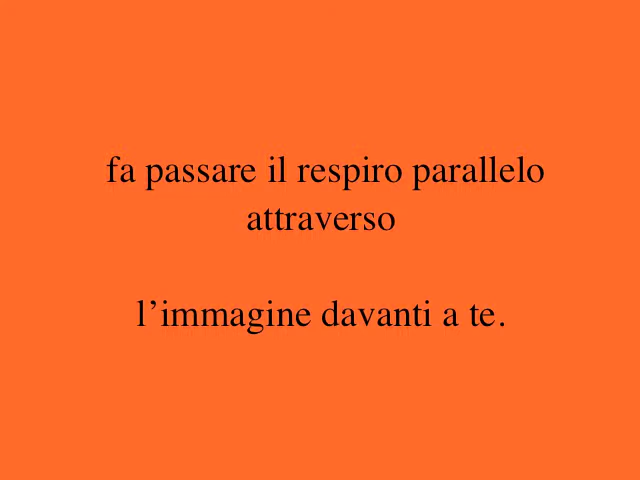 fa passare il respiro parallelo
attraverso
l’immagine davanti a te.